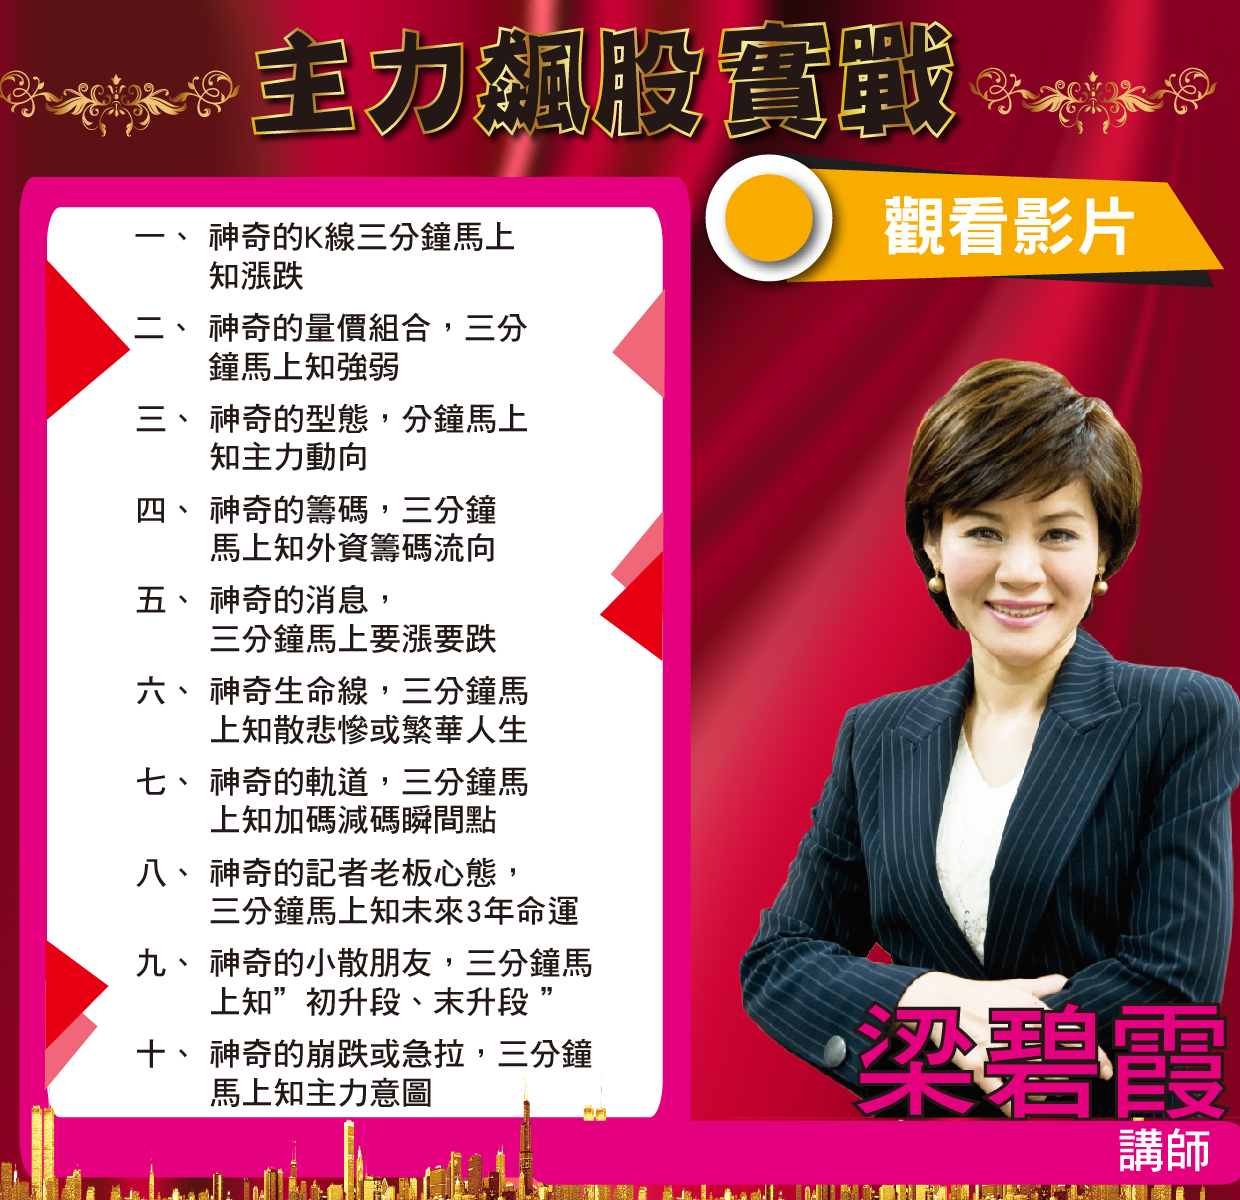 主力飆股實戰
觀看影片
一、 神奇的K線三分鐘馬上
知漲跌
二、 神奇的量價組合，三分
鐘馬上知強弱
三、 神奇的型態，分鐘馬上
知主力動向
四、 神奇的籌碼，三分鐘
馬上知外資籌碼流向
五、 神奇的消息，
三分鐘馬上要漲要跌
六、 神奇生命線，三分鐘馬
上知散悲慘或繁華人生
七、 神奇的軌道，三分鐘馬
上知加碼減碼瞬間點
八、 神奇的記者老板心態，
三分鐘馬上知未來3年命運
九、 神奇的小散朋友，三分鐘馬
上知”初升段、末升段 ”
十、 神奇的崩跌或急拉，三分鐘
馬上知主力意圖
梁碧霞
講師